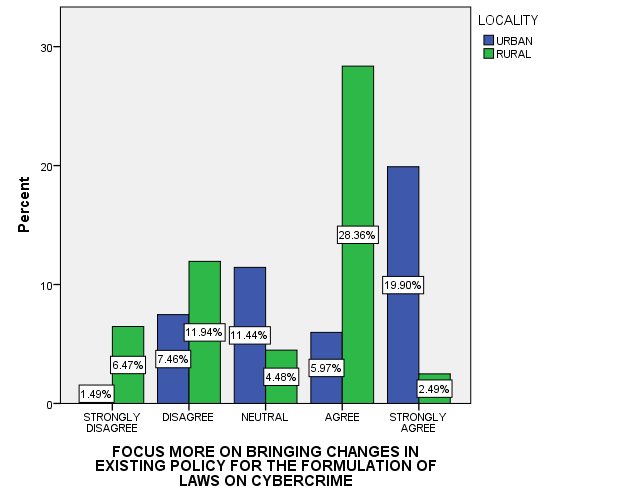 LOCALITY
URBAN
RURAL
30
20
10
0
Percent
28.36%
19.90%
11.94%
11.44%
7.46%
6.47%
5.97%
4.48%
2.49%
1.49%
STRONGLY
DISAGREE
DISAGREE
NEUTRAL
AGREE
STRONGLY
AGREE
FOCUS MORE ON BRINGING CHANGES IN
EXISTING POLICY FOR THE FORMULATION OF
LAWS ON CYBERCRIME